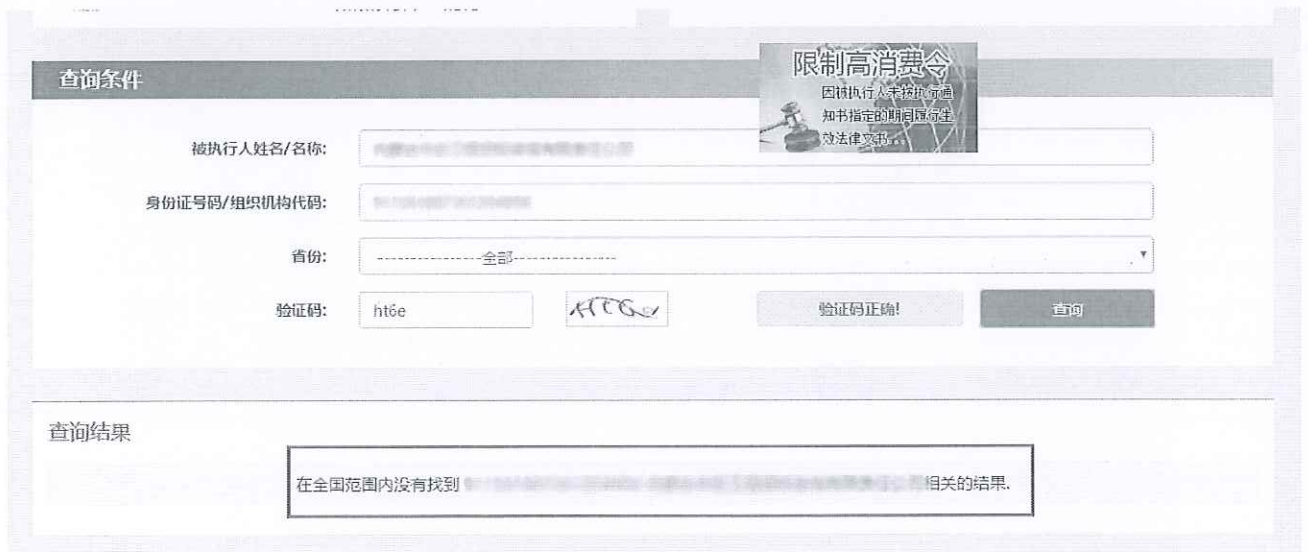 查询条件
限制高消费令
因被执行人未按执行通
知书指定的期间履行生
效法律文书...
被执行人姓名/名称:
身份证号码/组织机构代码:
省份:
-----------------全部-----------------
验证码:
ht6e
验证码正确!
查询
查询结果
在全国范围内没有找到
相关的结果.